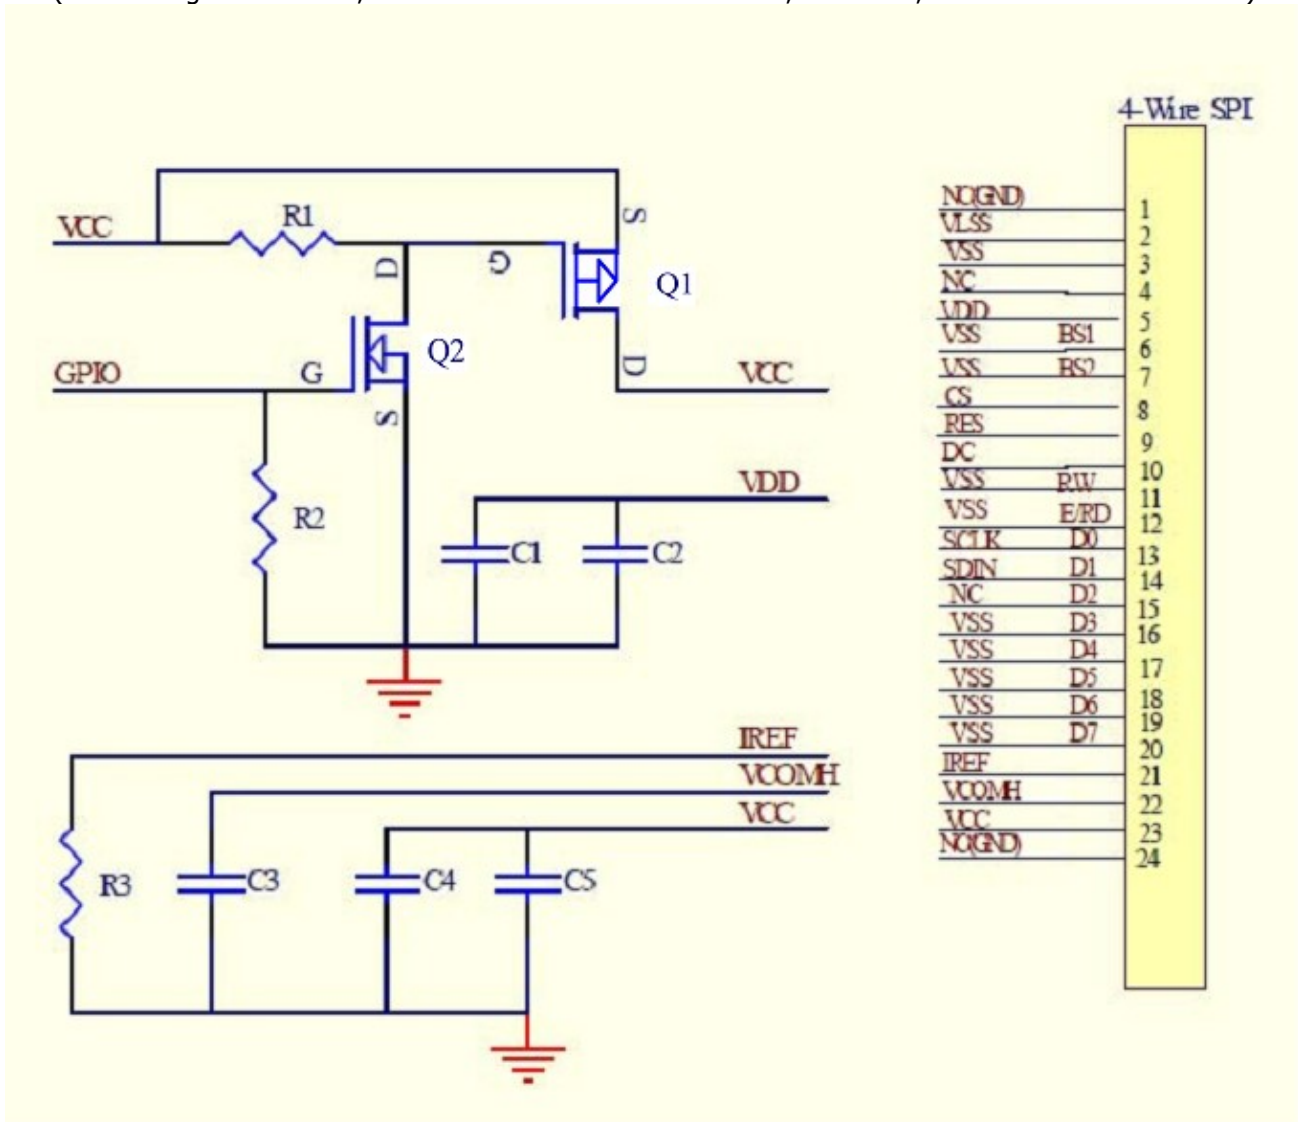 4-Wire SPI
VCC
R1
S
D
G
Q1
GPIO
G
Q2
S
D
VCC
R2
VDD
C1
C2
IREF
VCOMH
VCC
R3
C3
C4
C5
NC(GND) 1
VLSS 2
VSS 3
NC 4
VDD 5
VSS BS1 6
VSS BS2 7
CS 8
RES 9
DC 10
VSS RW 11
VSS E/RD 12
SCLK D0 13
SDIN D1 14
NC D2 15
VSS D3 16
VSS D4 17
VSS D5 18
VSS D6 19
VSS D7 20
IREF 21
VCOMH 22
VCC 23
NC(GND) 24